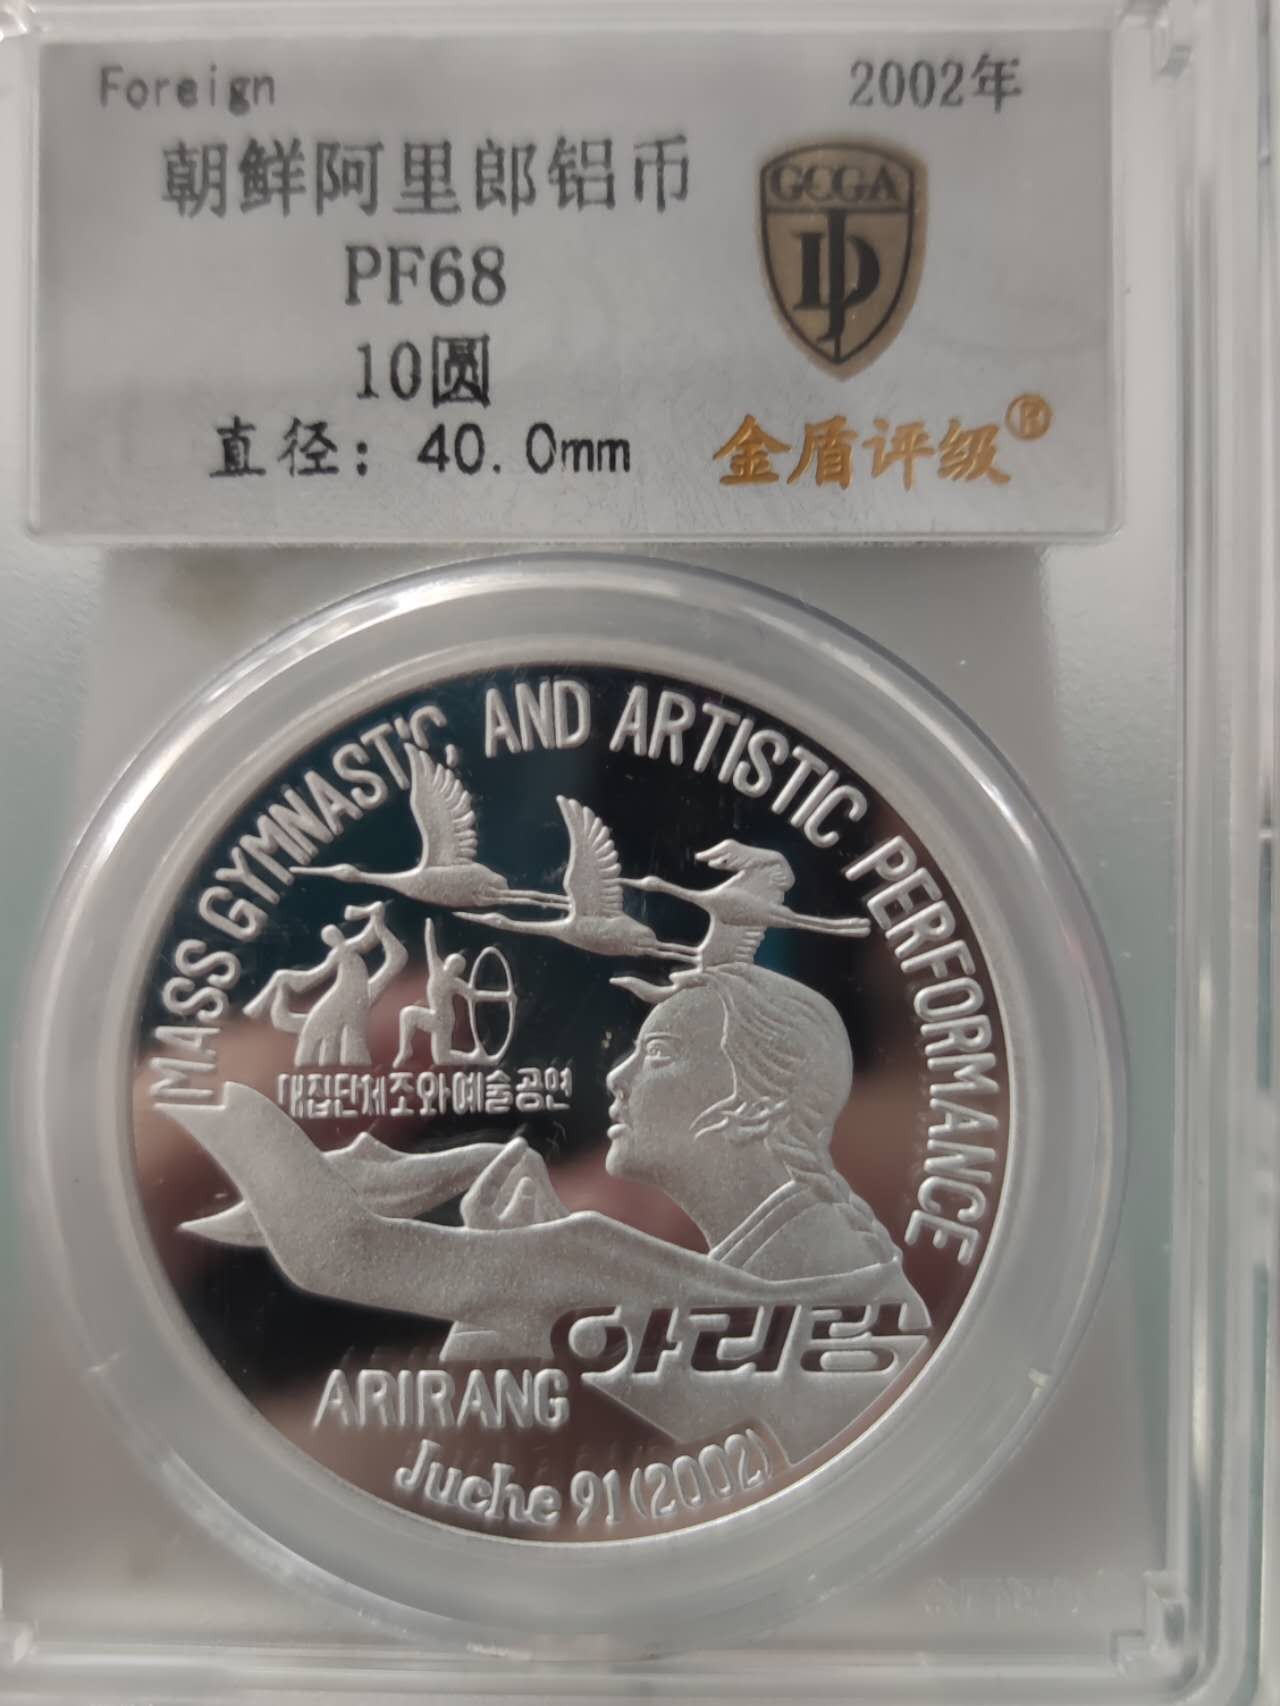 Foreign
2002年
朝鲜阿里郎铝币
GCGA
PF68
10圆
直径：40.0mm
金盾评级®
MASS GYMNASTIC AND ARTISTIC PERFORMANCE
대집단체조와예술공연
아리랑
ARIRANG
Juche 91(2002)